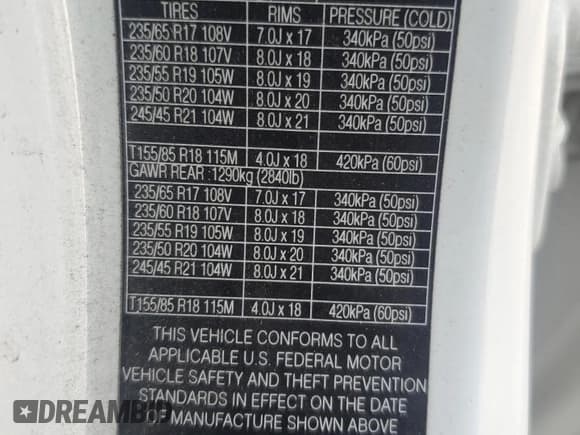 TIRES RIMS PRESSURE (COLD)
235/65 R17 108V 7.0J x 17 340kPa (50psi)
235/60 R18 107V 8.0J x 18 340kPa (50psi)
235/55 R19 105W 8.0J x 19 340kPa (50psi)
235/50 R20 104W 8.0J x 20 340kPa (50psi)
245/45 R21 104W 8.0J x 21 340kPa (50psi)
T155/85 R18 115M 4.0J x 18 420kPa (60psi)
GAWR REAR :1290kg (2840lb)
235/65 R17 108V 7.0J x 17 340kPa (50psi)
235/60 R18 107V 8.0J x 18 340kPa (50psi)
235/55 R19 105W 8.0J x 19 340kPa (50psi)
235/50 R20 104W 8.0J x 20 340kPa (50psi)
245/45 R21 104W 8.0J x 21 340kPa (50psi)
T155/85 R18 115M 4.0J x 18 420kPa (60psi)
THIS VEHICLE CONFORMS TO ALL
APPLICABLE U.S. FEDERAL MOTOR
VEHICLE SAFETY AND THEFT PREVENTION
STANDARDS IN EFFECT ON THE DATE
OF MANUFACTURE SHOWN ABOVE
DREAMBID